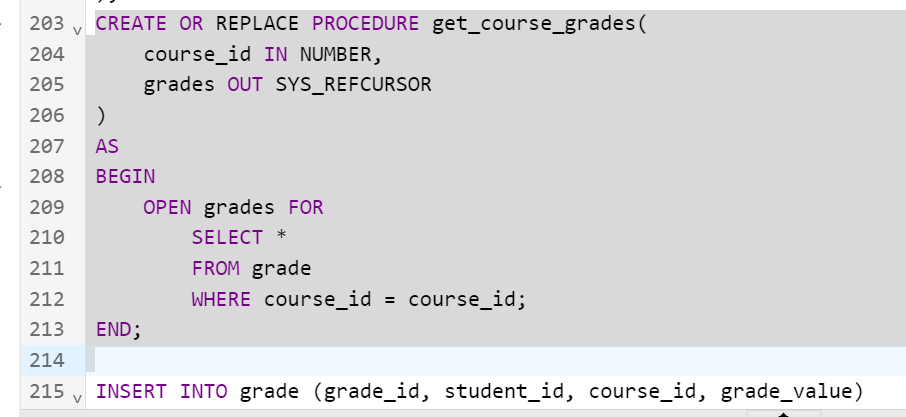 203 CREATE OR REPLACE PROCEDURE get_course_grades(
204 course_id IN NUMBER,
205 grades OUT SYS_REFCURSOR
206 )
207 AS
208 BEGIN
209 OPEN grades FOR
210 SELECT *
211 FROM grade
212 WHERE course_id = course_id;
213 END;
214
215 INSERT INTO grade (grade_id, student_id, course_id, grade_value)